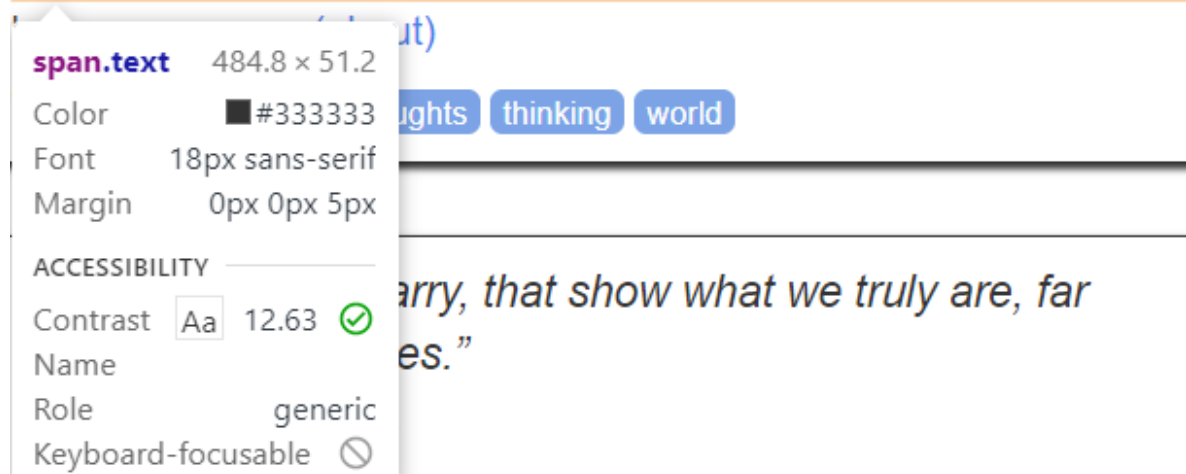 out)
span.text 484.8 × 51.2
Color #333333
ughts thinking world
Font 18px sans-serif
Margin 0px 0px 5px
ACCESSIBILITY
arry, that show what we truly are, far
Contrast Aa 12.63
es.”
Name
Role generic
Keyboard-focusable